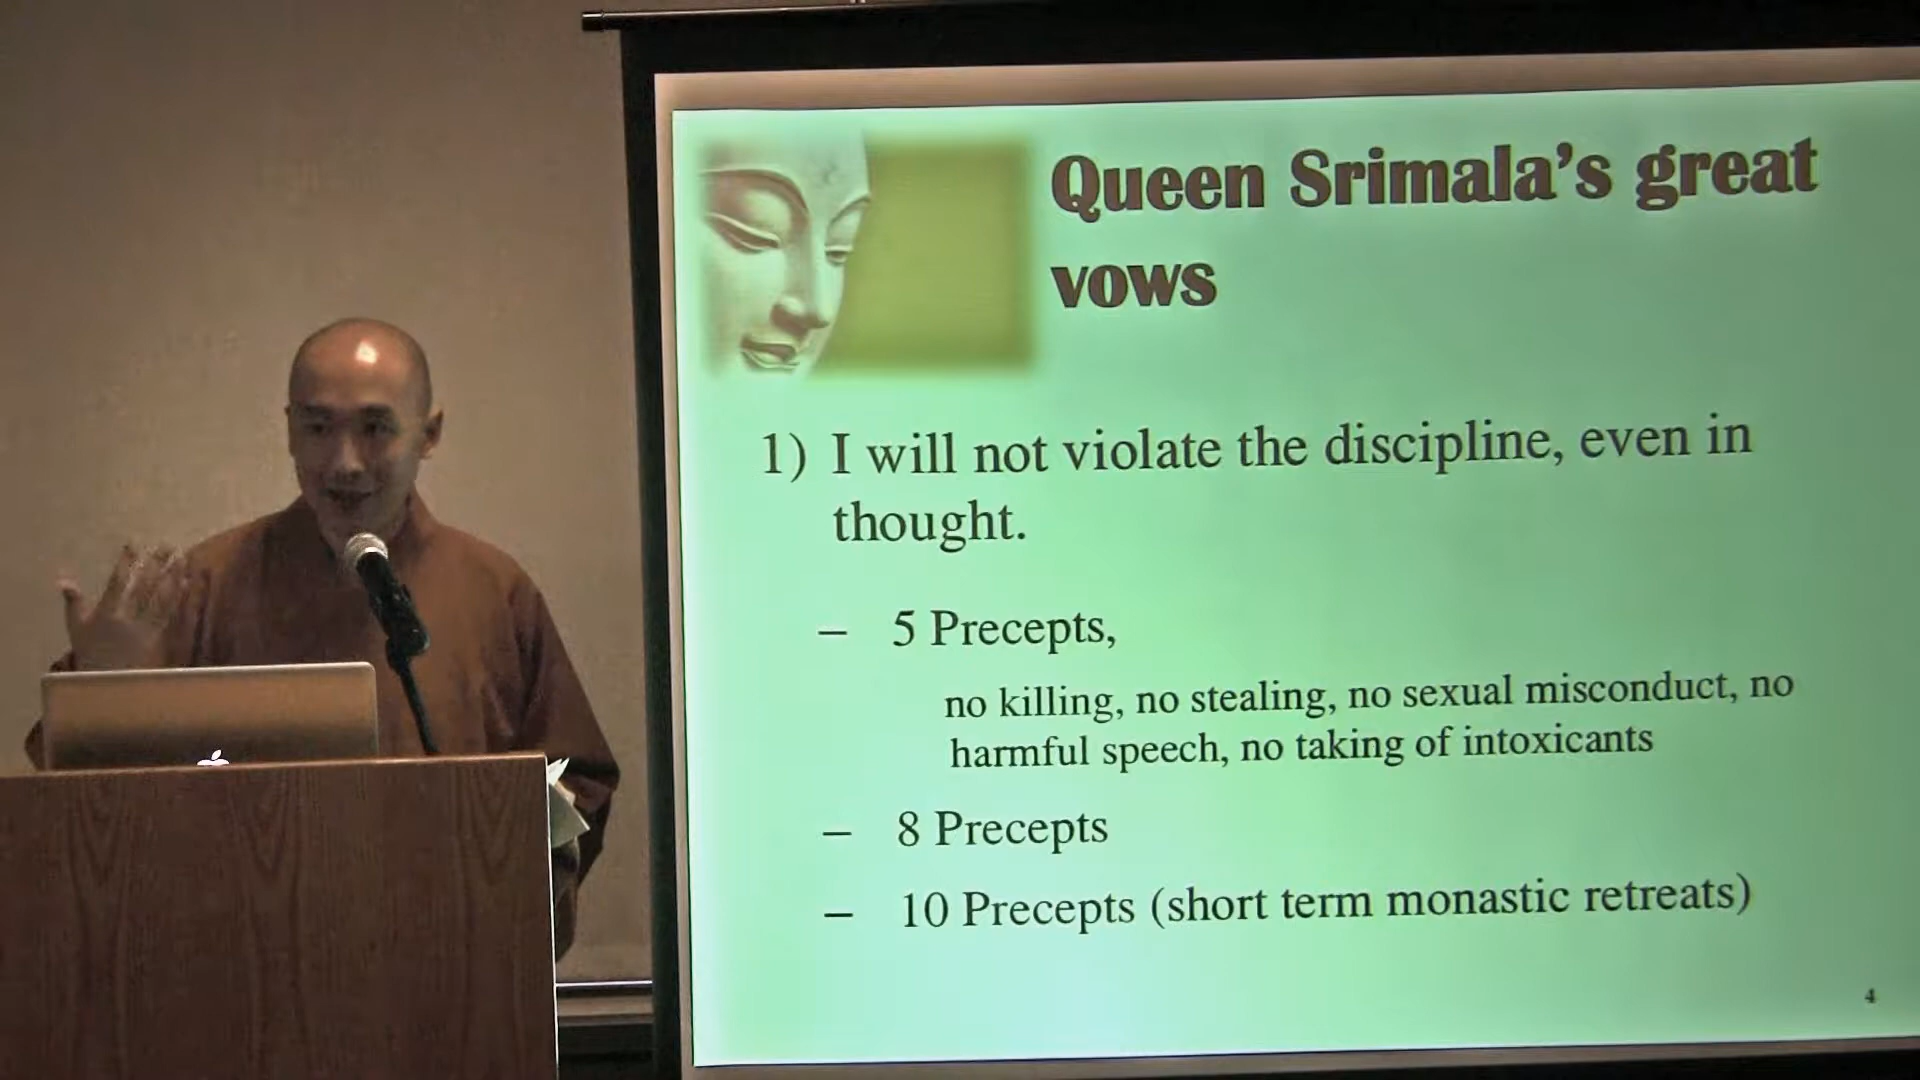 Queen Srimala's great
vows
1) I will not violate the discipline, even in
thought.
– 5 Precepts,
no killing, no stealing, no sexual misconduct, no
harmful speech, no taking of intoxicants
– 8 Precepts
– 10 Precepts (short term monastic retreats)
4